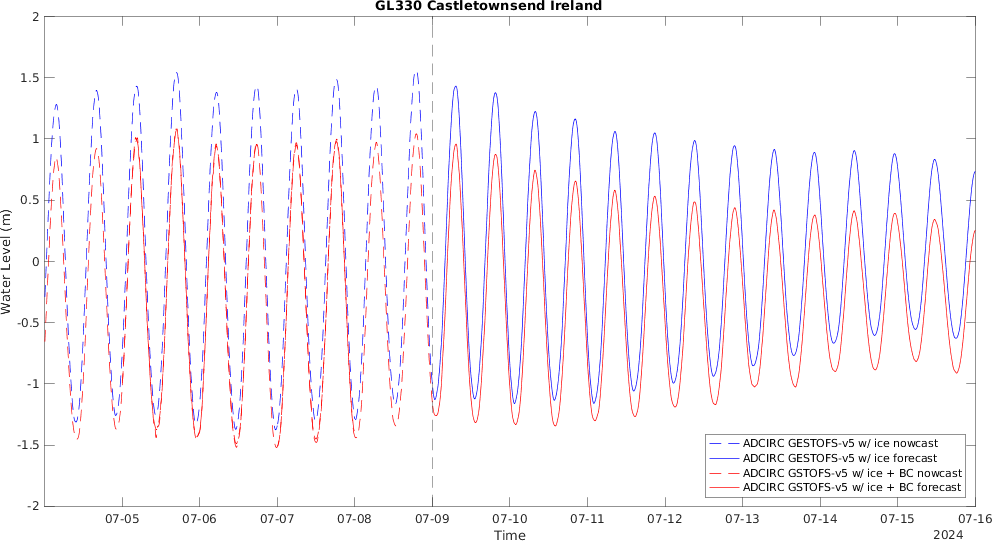 GL330 Castletownsend Ireland
Water Level (m)
2
1.5
1
0.5
0
-0.5
-1
-1.5
-2
ADCIRC GESTOFS-v5 w/ ice nowcast
ADCIRC GESTOFS-v5 w/ ice forecast
ADCIRC GSTOFS-v5 w/ ice + BC nowcast
ADCIRC GSTOFS-v5 w/ ice + BC forecast
07-05 07-06 07-07 07-08 07-09 07-10 07-11 07-12 07-13 07-14 07-15 07-16
Time
2024